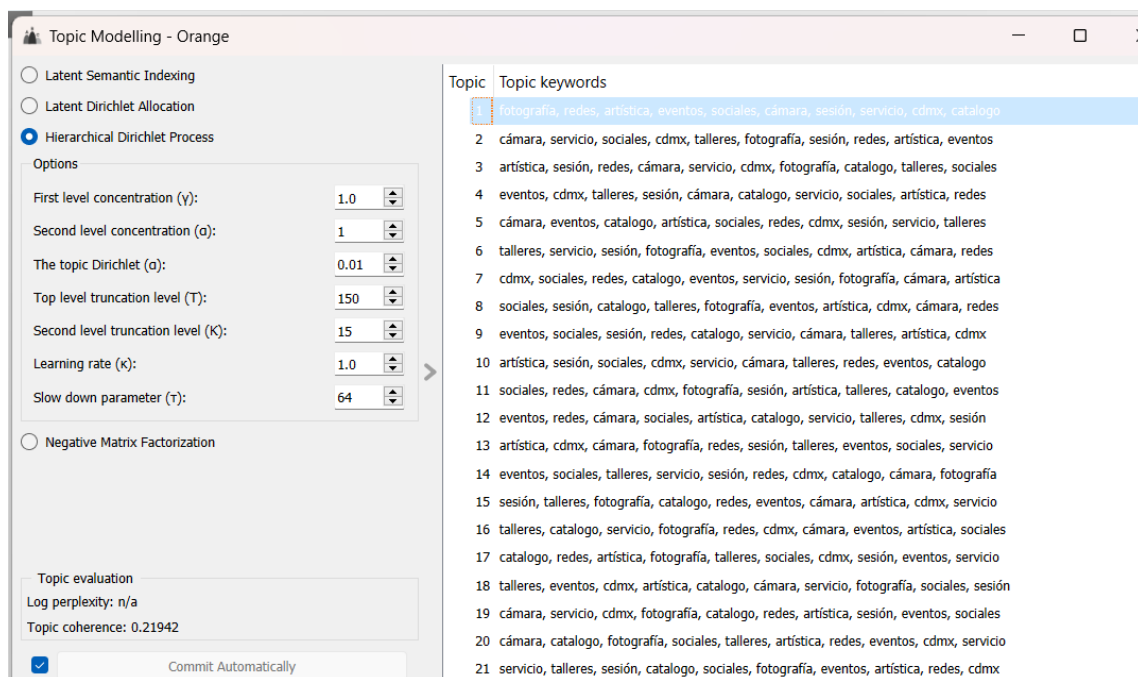 Topic Modelling - Orange
Latent Semantic Indexing
Latent Dirichlet Allocation
Hierarchical Dirichlet Process
Options
First level concentration (γ): 1.0
Second level concentration (α): 1
The topic Dirichlet (α): 0.01
Top level truncation level (T): 150
Second level truncation level (K): 15
Learning rate (κ): 1.0
Slow down parameter (τ): 64
Negative Matrix Factorization
Topic evaluation
Log perplexity: n/a
Topic coherence: 0.21942
Commit Automatically
Topic Topic keywords
1 fotografía, redes, artística, eventos, sociales, cámara, sesión, servicio, cdmx, catalogo
2 cámara, servicio, sociales, cdmx, talleres, fotografía, sesión, redes, artística, eventos
3 artística, sesión, redes, cámara, servicio, cdmx, fotografía, catalogo, talleres, sociales
4 eventos, cdmx, talleres, sesión, cámara, catalogo, servicio, sociales, artística, redes
5 cámara, eventos, catalogo, artística, sociales, redes, cdmx, sesión, servicio, talleres
6 talleres, servicio, sesión, fotografía, eventos, sociales, cdmx, artística, cámara, redes
7 cdmx, sociales, redes, catalogo, eventos, servicio, sesión, fotografía, cámara, artística
8 sociales, sesión, catalogo, talleres, fotografía, eventos, artística, cdmx, cámara, redes
9 eventos, sociales, sesión, redes, catalogo, servicio, cámara, talleres, artística, cdmx
10 artística, sesión, sociales, cdmx, servicio, cámara, talleres, redes, eventos, catalogo
11 sociales, redes, cámara, cdmx, fotografía, sesión, artística, talleres, catalogo, eventos
12 eventos, redes, cámara, sociales, artística, catalogo, servicio, talleres, cdmx, sesión
13 artística, cdmx, cámara, fotografía, redes, sesión, talleres, eventos, sociales, servicio
14 eventos, sociales, talleres, servicio, sesión, redes, cdmx, catalogo, cámara, fotografía
15 sesión, talleres, fotografía, catalogo, redes, eventos, cámara, artística, cdmx, servicio
16 talleres, catalogo, servicio, fotografía, redes, cdmx, cámara, eventos, artística, sociales
17 catalogo, redes, artística, fotografía, talleres, sociales, cdmx, sesión, eventos, servicio
18 talleres, eventos, cdmx, artística, catalogo, cámara, servicio, fotografía, sociales, sesión
19 cámara, servicio, cdmx, fotografía, catalogo, redes, artística, sesión, eventos, sociales
20 cámara, catalogo, fotografía, sociales, talleres, artística, redes, eventos, cdmx, servicio
21 servicio, talleres, sesión, catalogo, sociales, fotografía, eventos, artística, redes, cdmx